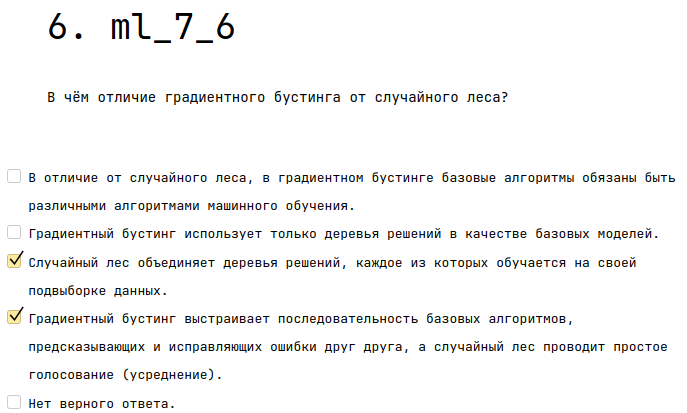 6. ml_7_6
В чём отличие градиентного бустинга от случайного леса?
В отличие от случайного леса, в градиентном бустинге базовые алгоритмы обязаны быть
различными алгоритмами машинного обучения.
Градиентный бустинг использует только деревья решений в качестве базовых моделей.
Случайный лес объединяет деревья решений, каждое из которых обучается на своей
подвыборке данных.
Градиентный бустинг выстраивает последовательность базовых алгоритмов,
предсказывающих и исправляющих ошибки друг друга, а случайный лес проводит простое
голосование (усреднение).
Нет верного ответа.